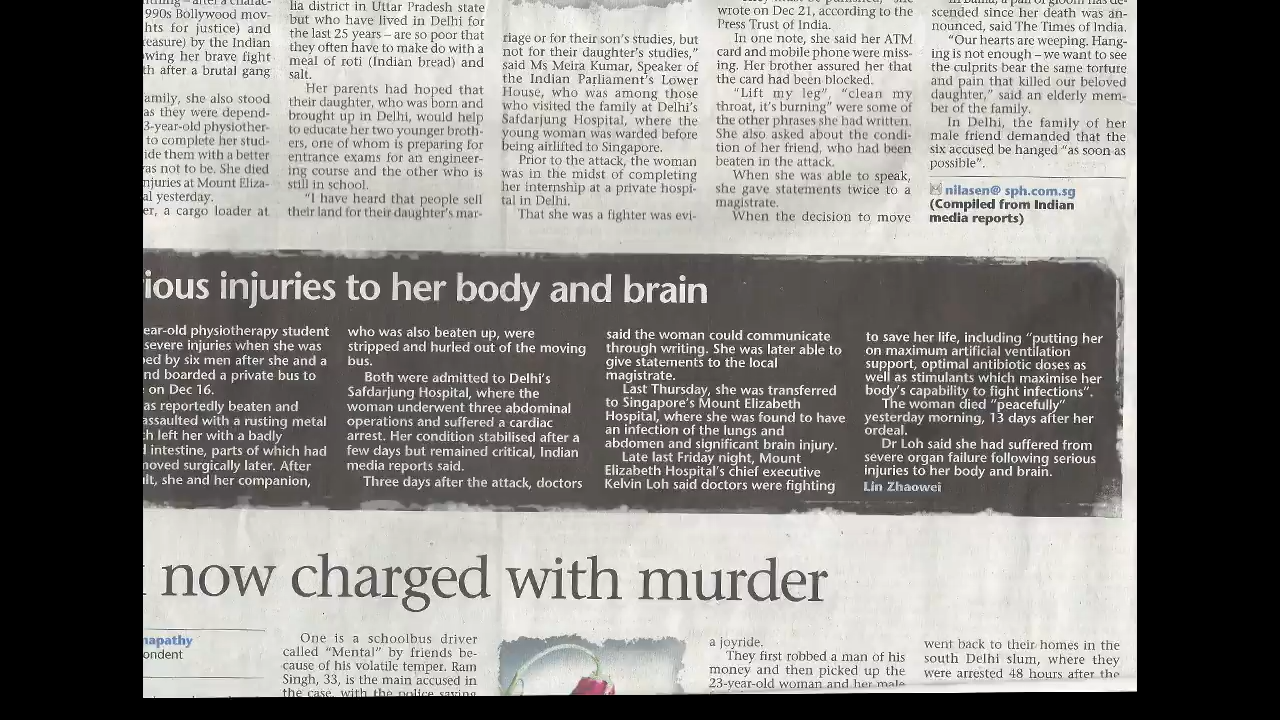 990s Bollywood mov-
hts for justice) and
easure) by the Indian
wing her brave fight
th after a brutal gang
amily, she also stood
as they were depend-
3-year-old physiother-
to complete her stud-
ide them with a better
as not to be. She died
njuries at Mount Eliza-
al yesterday.
er, a cargo loader at
lia district in Uttar Pradesh state
but who have lived in Delhi for
the last 25 years – are so poor that
they often have to make do with a
meal of roti (Indian bread) and
salt.
Her parents had hoped that
their daughter, who was born and
brought up in Delhi, would help
to educate her two younger broth-
ers, one of whom is preparing for
entrance exams for an engineer-
ing course and the other who is
still in school.
"I have heard that people sell
their land for their daughter's mar-
riage or for their son's studies, but
not for their daughter's studies,"
said Ms Meira Kumar, Speaker of
the Indian Parliament's Lower
House, who was among those
who visited the family at Delhi's
Safdarjung Hospital, where the
young woman was warded before
being airlifted to Singapore.
Prior to the attack, the woman
was in the midst of completing
her internship at a private hospi-
tal in Delhi.
That she was a fighter was evi-
wrote on Dec 21, according to the
Press Trust of India.
In one note, she said her ATM
card and mobile phone were miss-
ing. Her brother assured her that
the card had been blocked.
"Lift my leg", "clean my
throat, it's burning" were some of
the other phrases she had written.
She also asked about the condi-
tion of her friend, who had been
beaten in the attack.
When she was able to speak,
she gave statements twice to a
magistrate.
When the decision to move
scended since her death was an-
nounced, said The Times of India.
"Our hearts are weeping. Hang-
ing is not enough – we want to see
the culprits bear the same torture
and pain that killed our beloved
daughter," said an elderly mem-
ber of the family.
In Delhi, the family of her
male friend demanded that the
six accused be hanged "as soon as
possible".
nilasen@ sph.com.sg
(Compiled from Indian
media reports)
ious injuries to her body and brain
ear-old physiotherapy student
severe injuries when she was
ped by six men after she and a
nd boarded a private bus to
on Dec 16.
as reportedly beaten and
assaulted with a rusting metal
ch left her with a badly
intestine, parts of which had
moved surgically later. After
lt, she and her companion,
who was also beaten up, were
stripped and hurled out of the moving
bus.
Both were admitted to Delhi's
Safdarjung Hospital, where the
woman underwent three abdominal
operations and suffered a cardiac
arrest. Her condition stabilised after a
few days but remained critical, Indian
media reports said.
Three days after the attack, doctors
said the woman could communicate
through writing. She was later able to
give statements to the local
magistrate.
Last Thursday, she was transferred
to Singapore's Mount Elizabeth
Hospital, where she was found to have
an infection of the lungs and
abdomen and significant brain injury.
Late last Friday night, Mount
Elizabeth Hospital's chief executive
Kelvin Loh said doctors were fighting
to save her life, including "putting her
on maximum artificial ventilation
support, optimal antibiotic doses as
well as stimulants which maximise her
body's capability to fight infections".
The woman died "peacefully"
yesterday morning, 13 days after her
ordeal.
Dr Loh said she had suffered from
severe organ failure following serious
injuries to her body and brain.
Lin Zhaowei
now charged with murder
napathy
ondent
One is a schoolbus driver
called "Mental" by friends be-
cause of his volatile temper. Ram
Singh, 33, is the main accused in
the case, with the police saying
a joyride.
They first robbed a man of his
money and then picked up the
23-year-old woman and her male
went back to their homes in the
south Delhi slum, where they
were arrested 48 hours after the